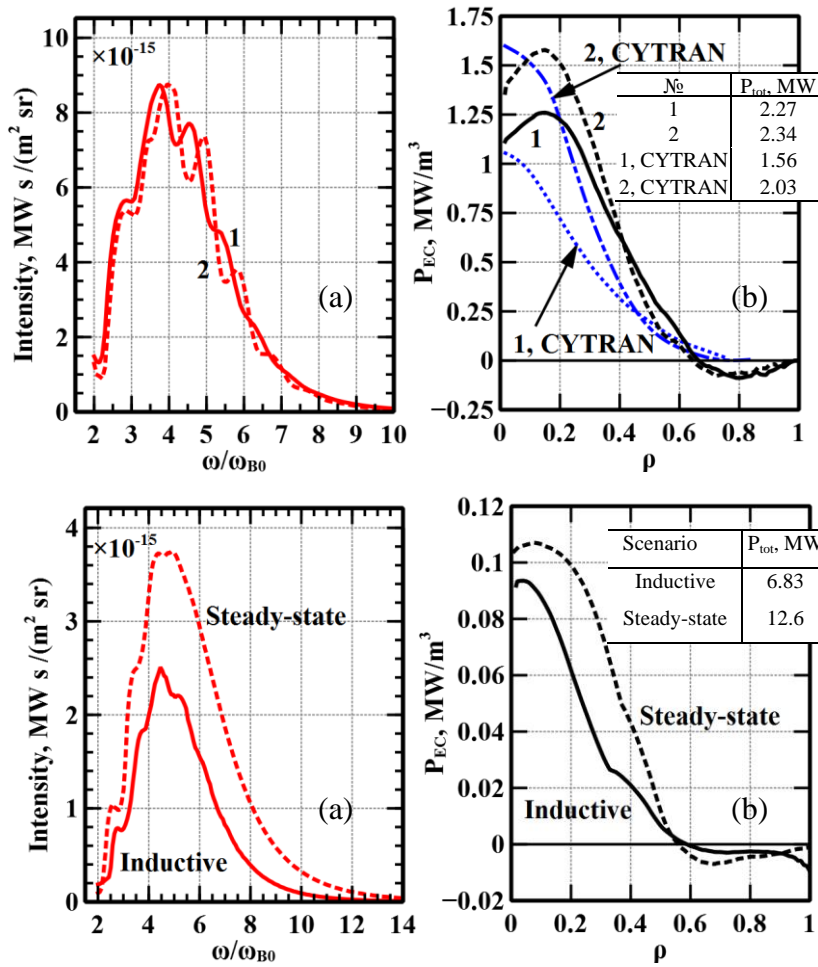 ×10⁻¹⁵
Intensity, MW s /(m² sr)
10
8
6
4
2
0
1
2
(a)
2 3 4 5 6 7 8 9 10
ω/ω_B0
P_EC, MW/m³
1.75
1.5
1.25
1
0.75
0.5
0.25
0
−0.25
2, CYTRAN
2
1
1, CYTRAN
№ P_tot, MW
1 2.27
2 2.34
1, CYTRAN 1.56
2, CYTRAN 2.03
(b)
0 0.2 0.4 0.6 0.8 1
ρ
×10⁻¹⁵
Intensity, MW s /(m² sr)
4
3
2
1
0
Steady-state
Inductive
(a)
2 4 6 8 10 12 14
ω/ω_B0
P_EC, MW/m³
0.12
0.1
0.08
0.06
0.04
0.02
0
−0.02
Scenario P_tot, MW
Inductive 6.83
Steady-state 12.6
Steady-state
Inductive
(b)
0 0.2 0.4 0.6 0.8 1
ρ